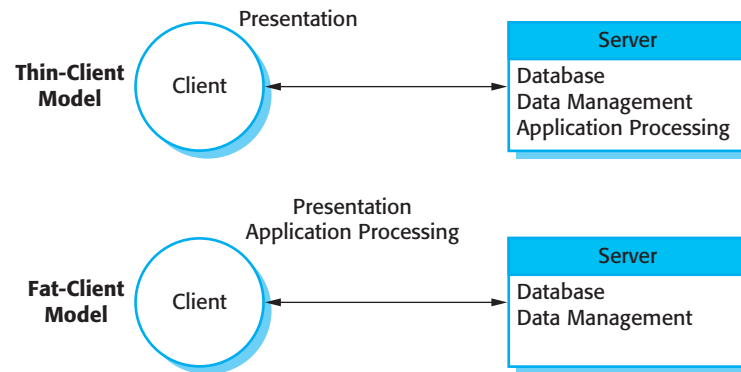 Presentation
Server
Thin-Client
Model
Client
Database
Data Management
Application Processing
Presentation
Application Processing
Server
Fat-Client
Model
Client
Database
Data Management